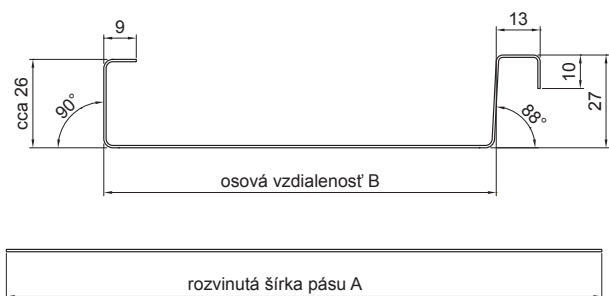 9
13
cca 26
90°
10
27
88°
osová vzdialenosť B
rozvinutá šírka pásu A